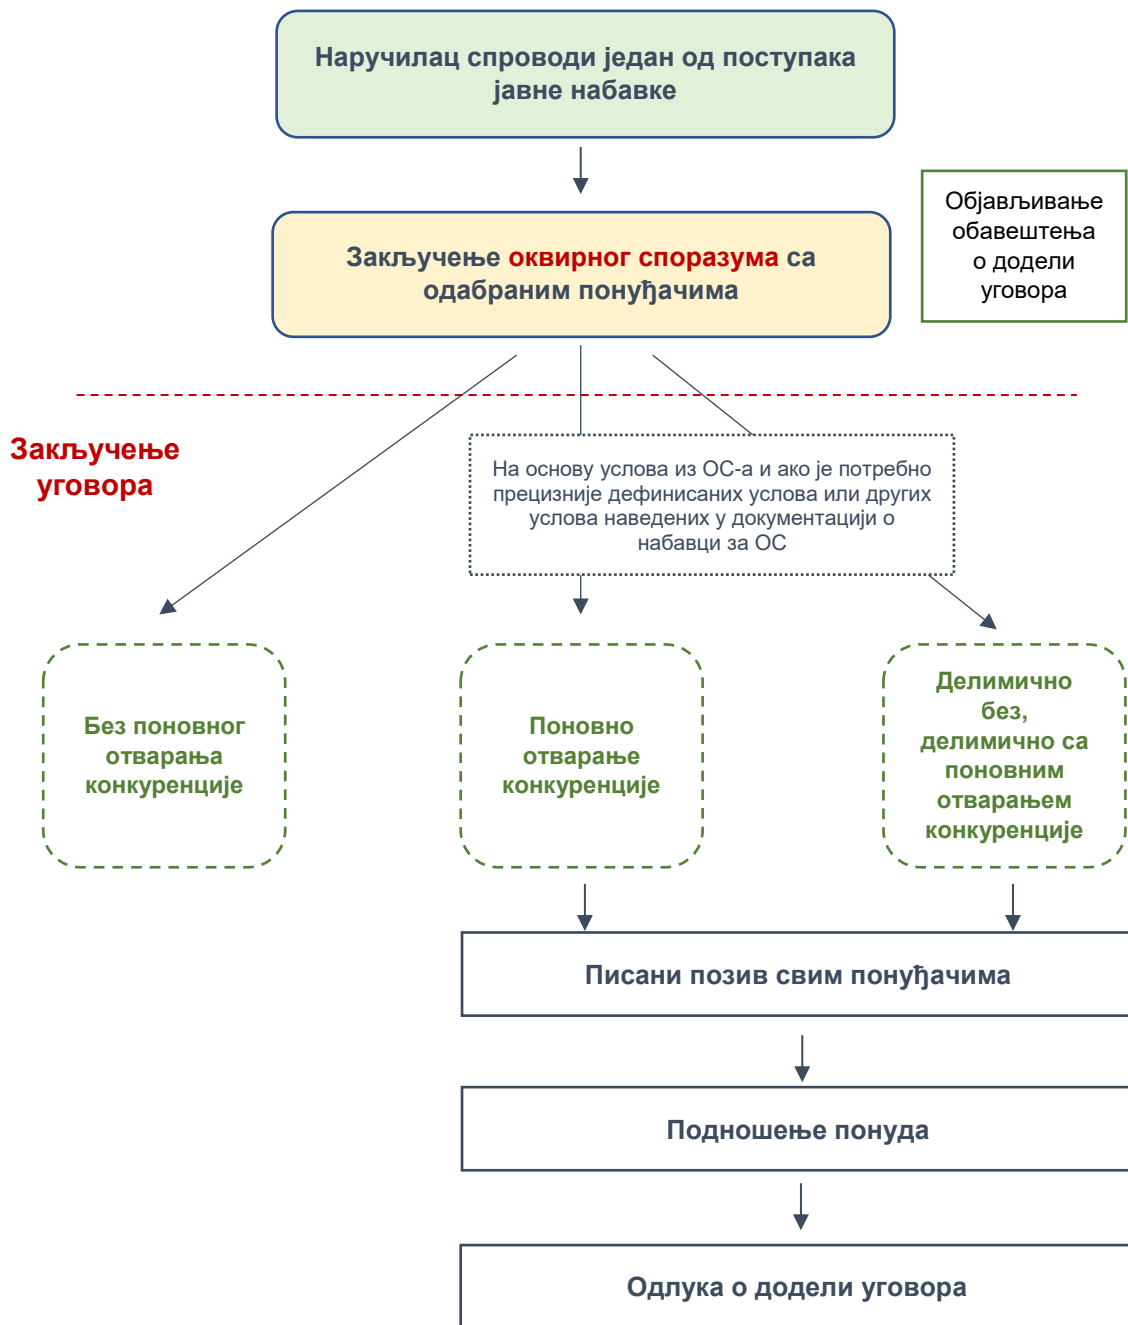 Наручилац спроводи један од поступака
јавне набавке
Објављивање
обавештења
о додели
уговора
Закључење оквирног споразума са
одабраним понуђачима
Закључење
уговора
На основу услова из ОС-а и ако је потребно
прецизније дефинисаних услова или других
услова наведених у документацији о
набавци за ОС
Без поновног
отварања
конкуренције
Поновно
отварање
конкуренције
Делимично
без,
делимично са
поновним
отварањем
конкуренције
Писани позив свим понуђачима
Подношење понуда
Одлука о додели уговора